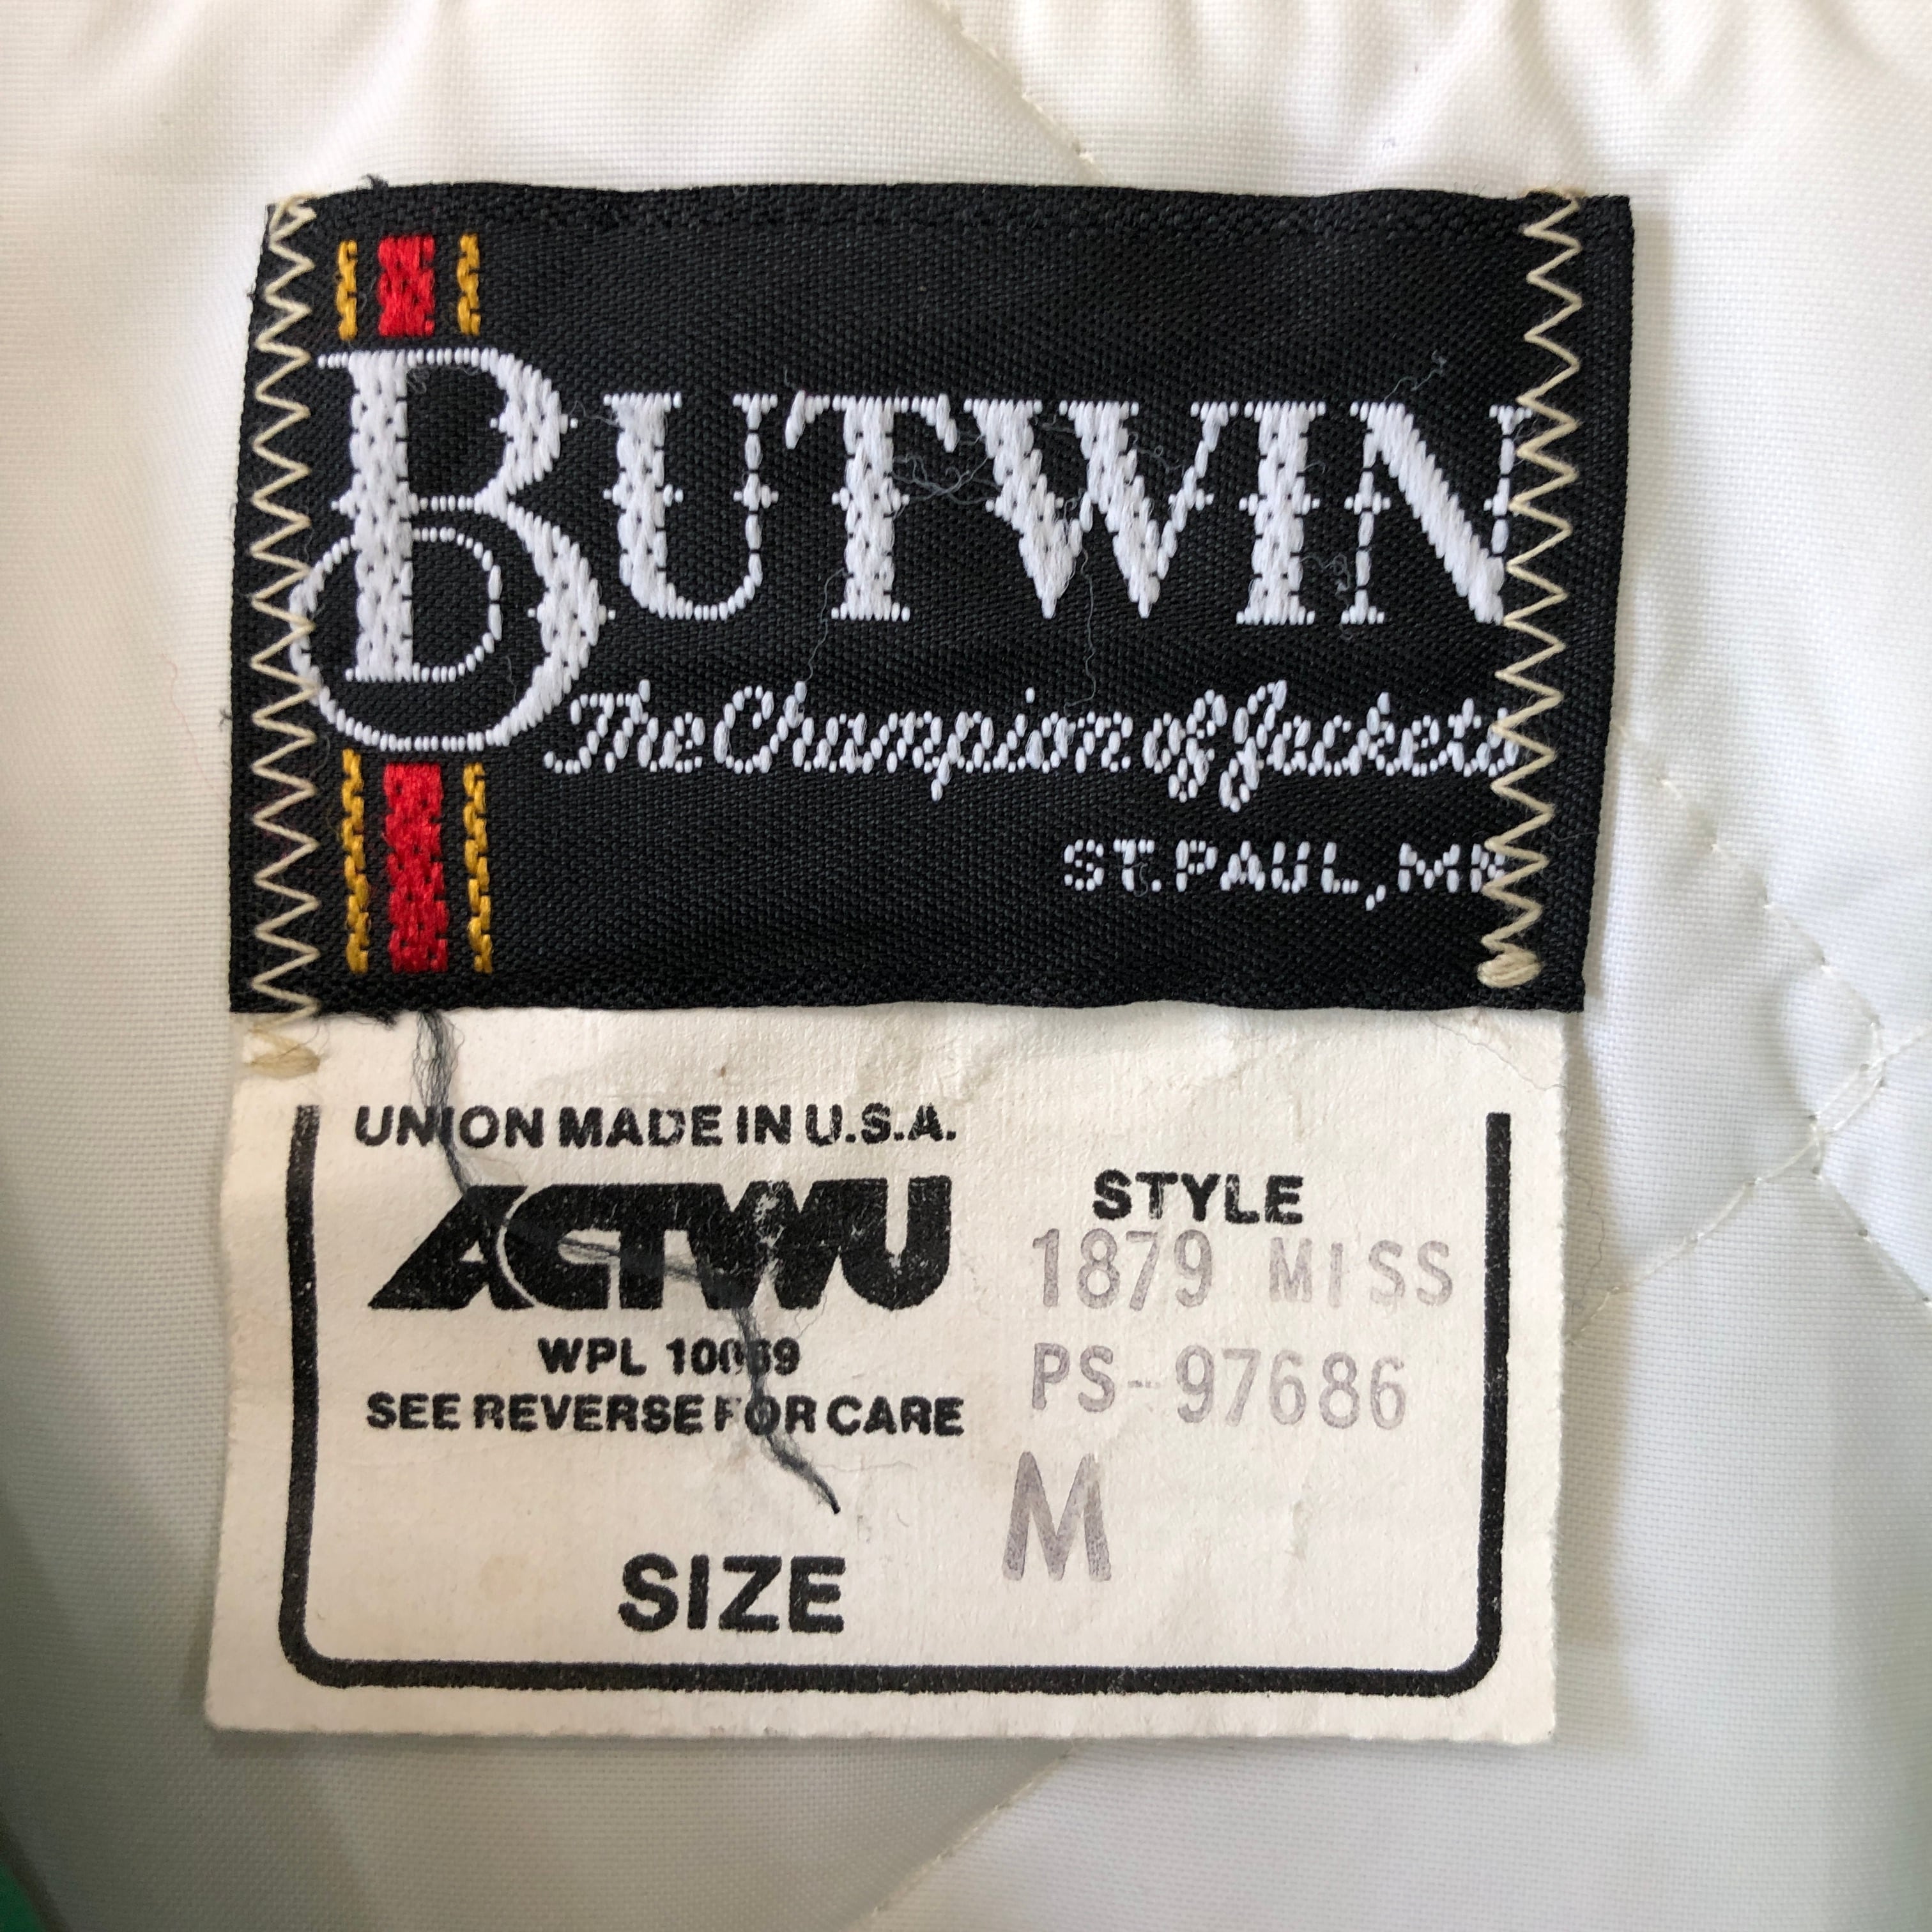 BUTWIN
The Champion of Jackets
ST. PAUL, MN
UNION MADE IN U.S.A.
ACTWU
WPL 10069
SEE REVERSE FOR CARE
STYLE
1879 MISS
PS-97686
SIZE M